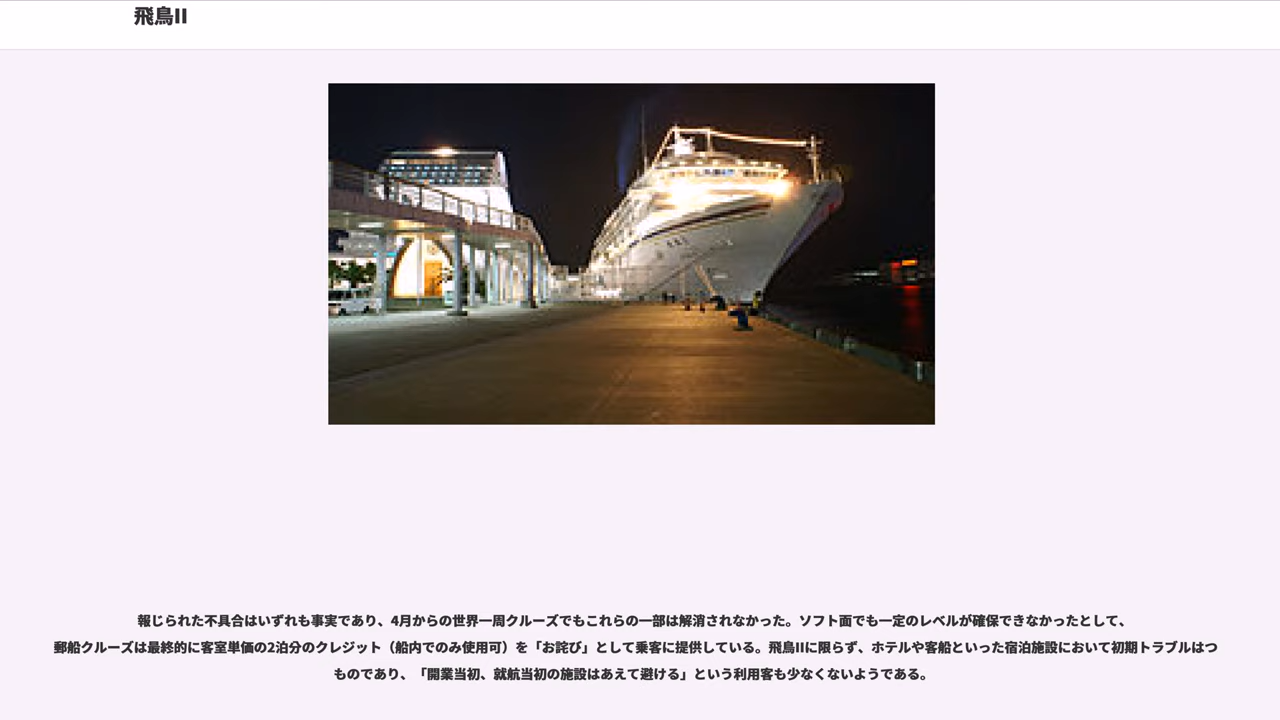 飛鳥II
報じられた不具合はいずれも事実であり、4月からの世界一周クルーズでもこれらの一部は解消されなかった。ソフト面でも一定のレベルが確保できなかったとして、
郵船クルーズは最終的に客室単価の2泊分のクレジット（船内でのみ使用可）を「お詫び」として乗客に提供している。飛鳥IIに限らず、ホテルや客船といった宿泊施設において初期トラブルはつ
ものであり、「開業当初、就航当初の施設はあえて避ける」という利用客も少なくないようである。